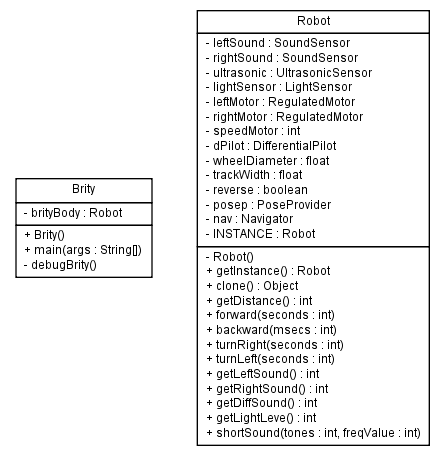 Brity
- brityBody : Robot
+ Brity()
+ main(args : String[])
- debugBrity()
Robot
- leftSound : SoundSensor
- rightSound : SoundSensor
- ultrasonic : UltrasonicSensor
- lightSensor : LightSensor
- leftMotor : RegulatedMotor
- rightMotor : RegulatedMotor
- speedMotor : int
- dPilot : DifferentialPilot
- wheelDiameter : float
- trackWidth : float
- reverse : boolean
- posep : PoseProvider
- nav : Navigator
- INSTANCE : Robot
- Robot()
+ getInstance() : Robot
+ clone() : Object
+ getDistance() : int
+ forward(seconds : int)
+ backward(msecs : int)
+ turnRight(seconds : int)
+ turnLeft(seconds : int)
+ getLeftSound() : int
+ getRightSound() : int
+ getDiffSound() : int
+ getLightLeve() : int
+ shortSound(tones : int, freqValue : int)